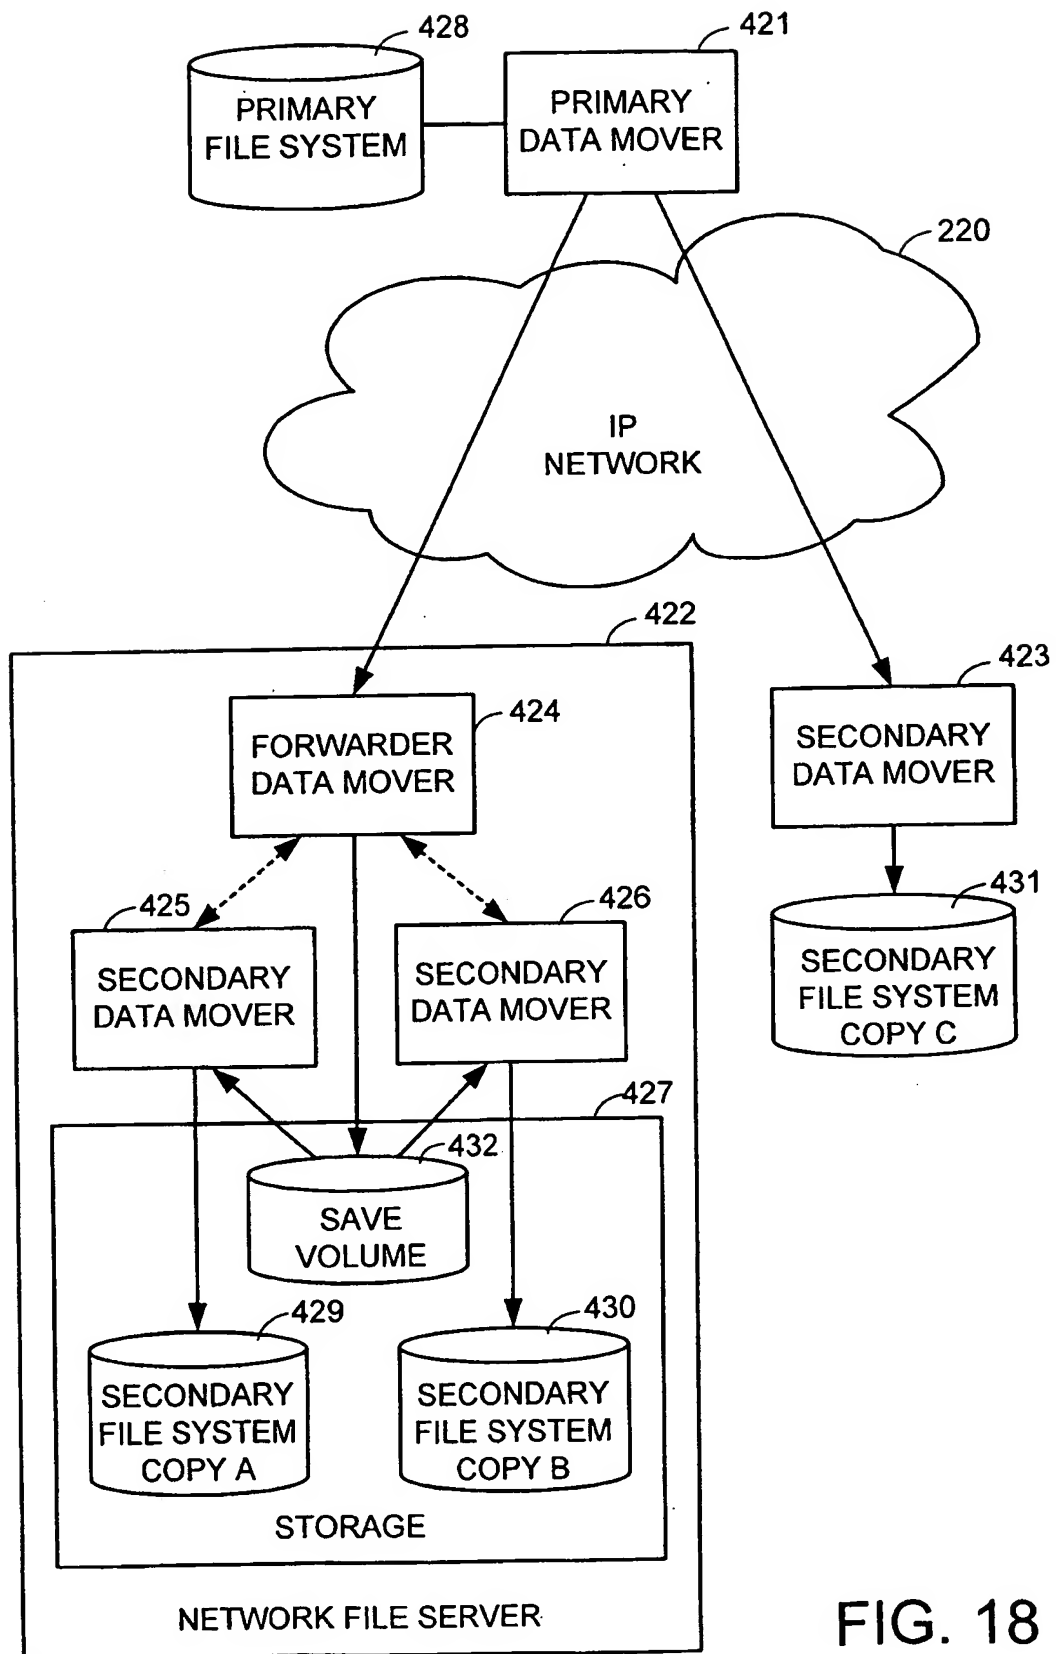 428
421
PRIMARY
FILE SYSTEM
PRIMARY
DATA MOVER
220
IP
NETWORK
422
423
424
FORWARDER
DATA MOVER
SECONDARY
DATA MOVER
425
426
431
SECONDARY
DATA MOVER
SECONDARY
DATA MOVER
SECONDARY
FILE SYSTEM
COPY C
427
432
SAVE
VOLUME
429
430
SECONDARY
FILE SYSTEM
COPY A
SECONDARY
FILE SYSTEM
COPY B
STORAGE
NETWORK FILE SERVER
FIG. 18